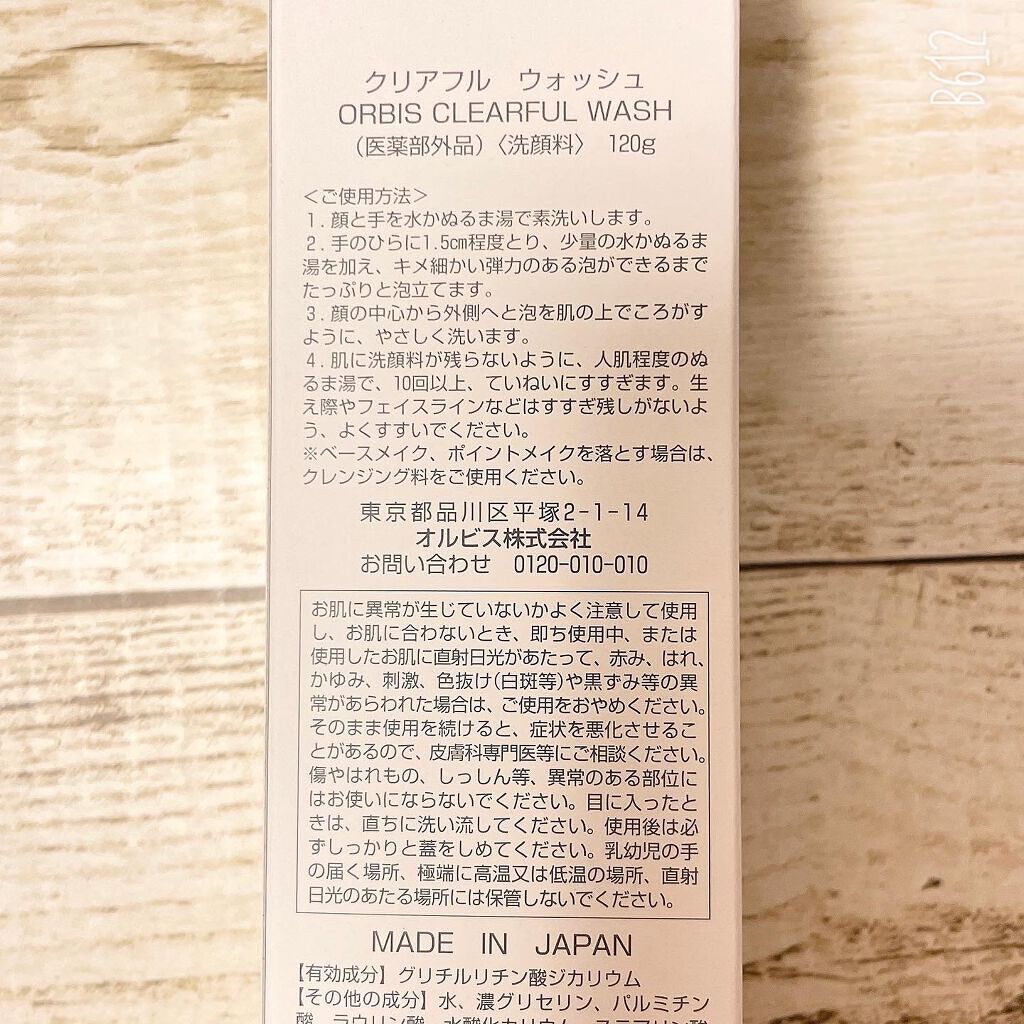 B612
クリアフル ウォッシュ
ORBIS CLEARFUL WASH
（医薬部外品）〈洗顔料〉 120g
＜ご使用方法＞
1．顔と手を水かぬるま湯で素洗いします。
2．手のひらに1.5㎝程度とり、少量の水かぬるま
湯を加え、キメ細かい弾力のある泡ができるまで
たっぷりと泡立てます。
3．顔の中心から外側へと泡を肌の上でころがす
ように、やさしく洗います。
4．肌に洗顔料が残らないように、人肌程度のぬ
るま湯で、10回以上、ていねいにすすぎます。生
え際やフェイスラインなどはすすぎ残しがないよ
う、よくすすいでください。
※ベースメイク、ポイントメイクを落とす場合は、
クレンジング料をご使用ください。
東京都品川区平塚2-1-14
オルビス株式会社
お問い合わせ 0120-010-010
お肌に異常が生じていないかよく注意して使用
し、お肌に合わないとき、即ち使用中、または
使用したお肌に直射日光があたって、赤み、はれ、
かゆみ、刺激、色抜け(白斑等)や黒ずみ等の異
常があらわれた場合は、ご使用をおやめください。
そのまま使用を続けると、症状を悪化させるこ
とがあるので、皮膚科専門医等にご相談ください。
傷やはれもの、しっしん等、異常のある部位に
はお使いにならないでください。目に入ったと
きは、直ちに洗い流してください。使用後は必
ずしっかりと蓋をしめてください。乳幼児の手
の届く場所、極端に高温又は低温の場所、直射
日光のあたる場所には保管しないでください。
MADE IN JAPAN
【有効成分】グリチルリチン酸ジカリウム
【その他の成分】水、濃グリセリン、パルミチン
酸、ラウリン酸、水酸化カリウム、ステアリン酸